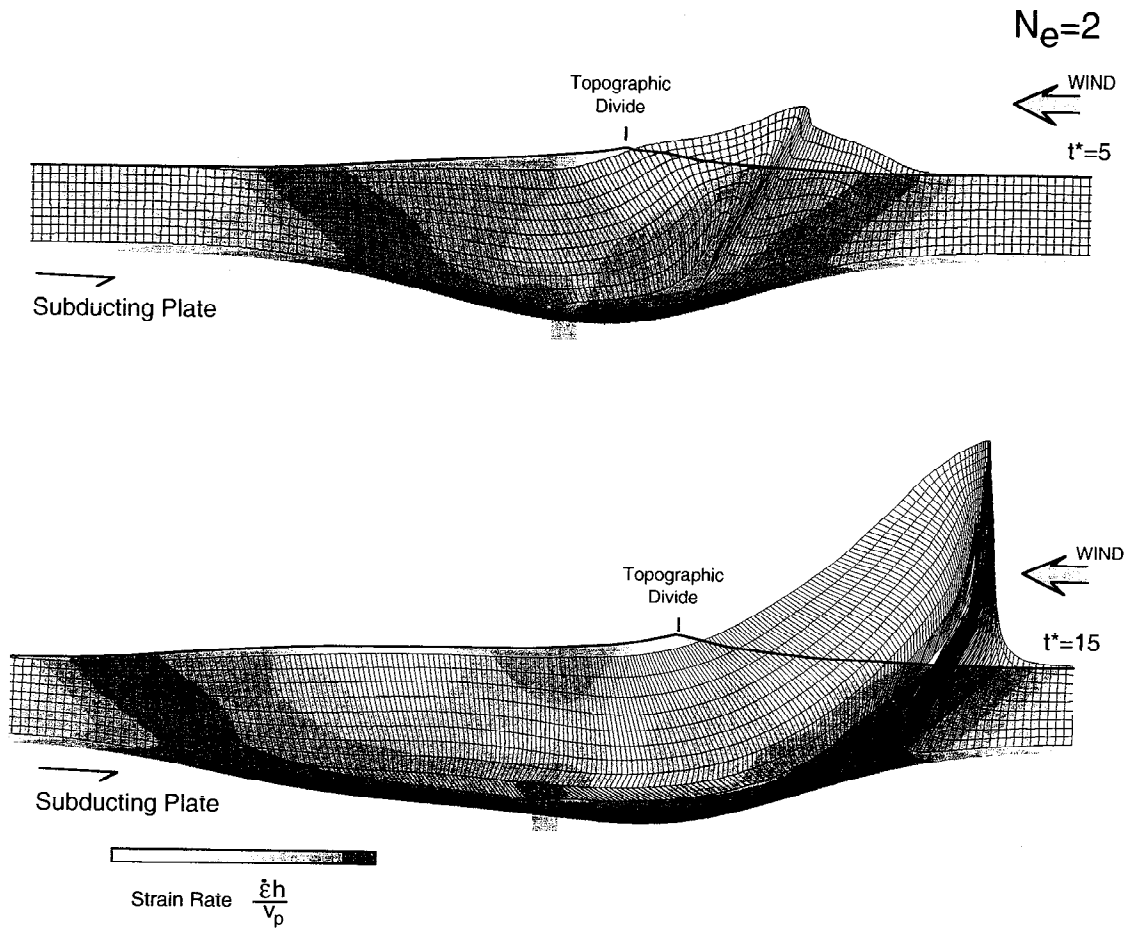 Ne=2
Topographic
Divide
WIND
t*=5
Subducting Plate
Topographic
Divide
WIND
t*=15
Subducting Plate
Strain Rate ε̇h
vp